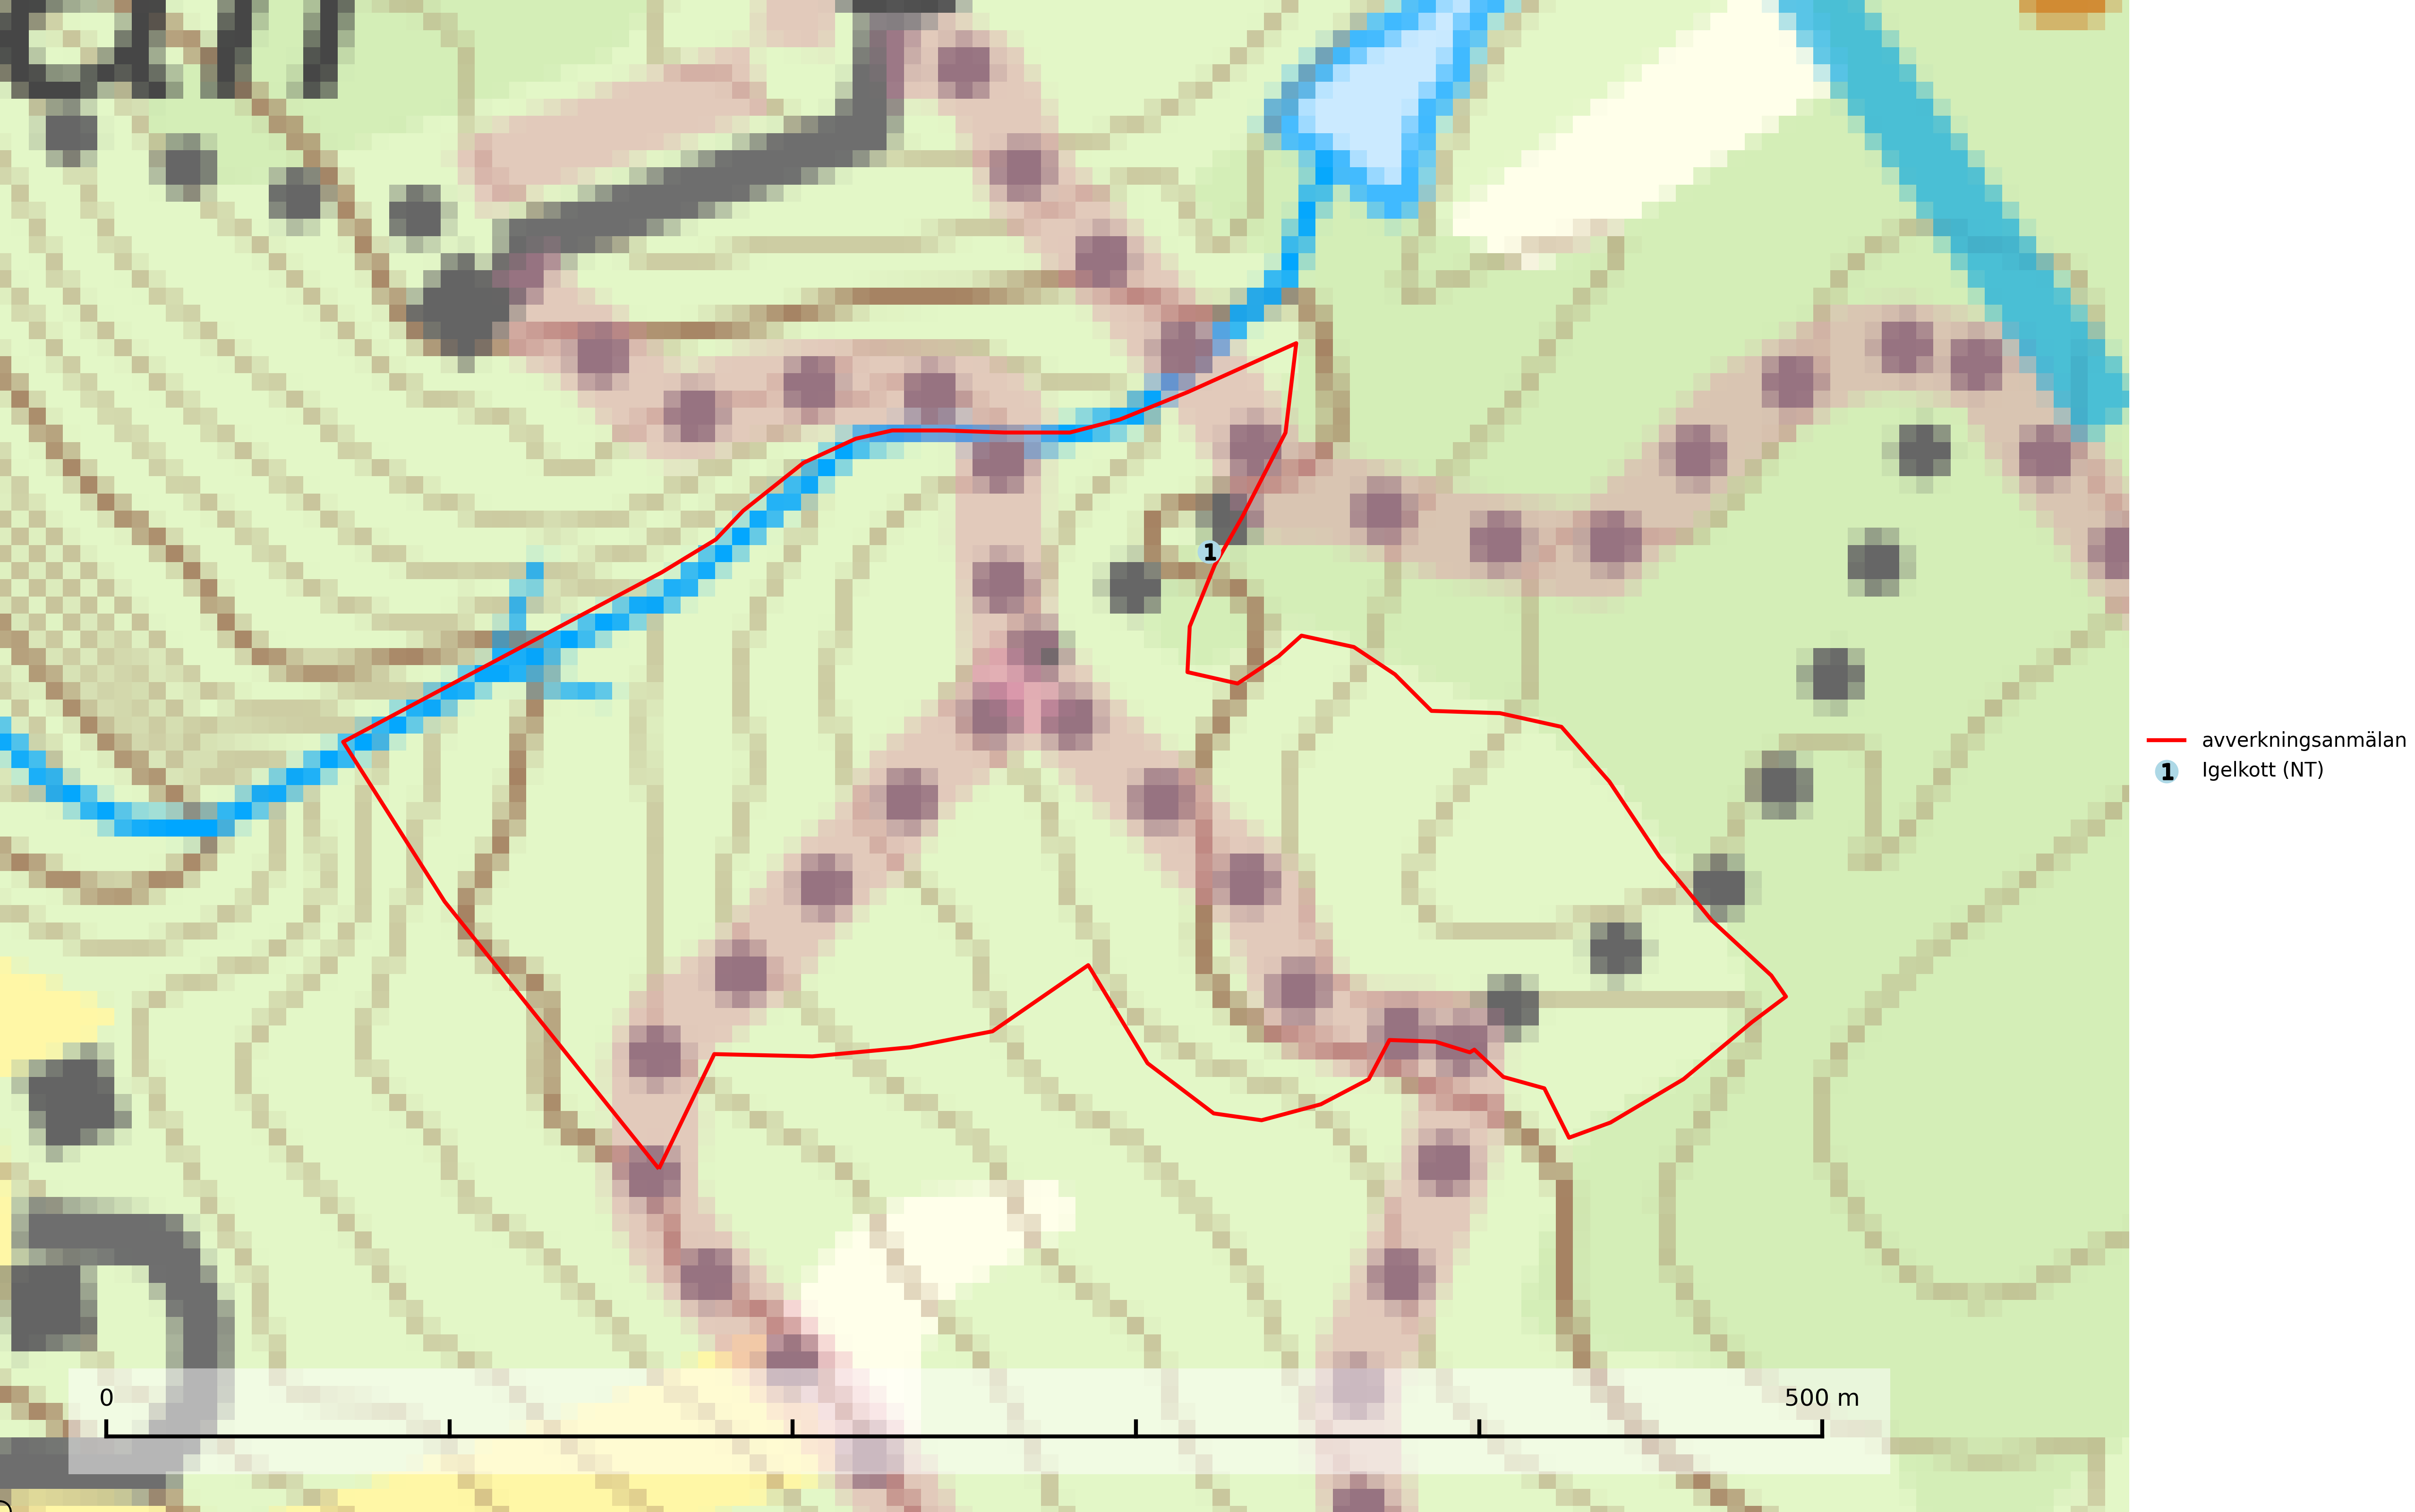 1
avverkningsanmälan
1 Igelkott (NT)
0 500 m